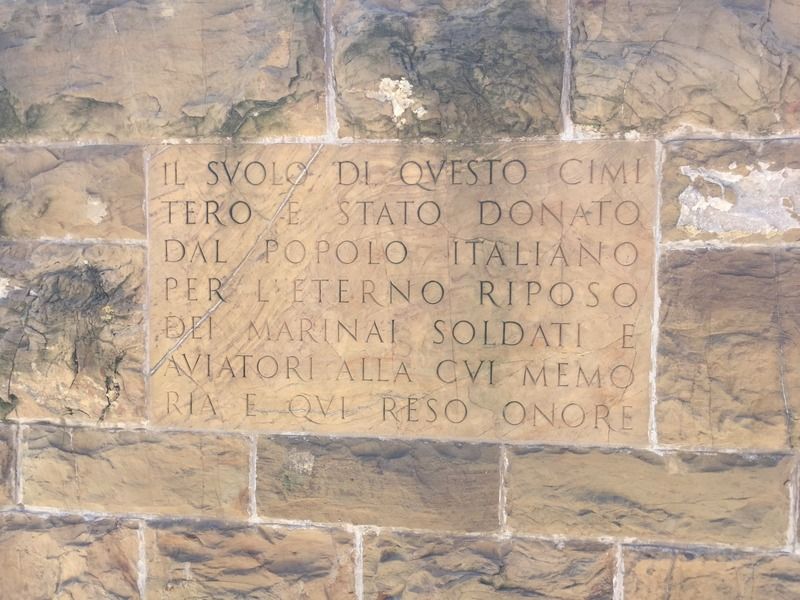 IL SVOLO DI QVESTO CIMI
TERO E STATO DONATO
DAL POPOLO ITALIANO
PER L'ETERNO RIPOSO
DEI MARINAI SOLDATI E
AVIATORI ALLA CVI MEMO
RIA E QVI RESO ONORE